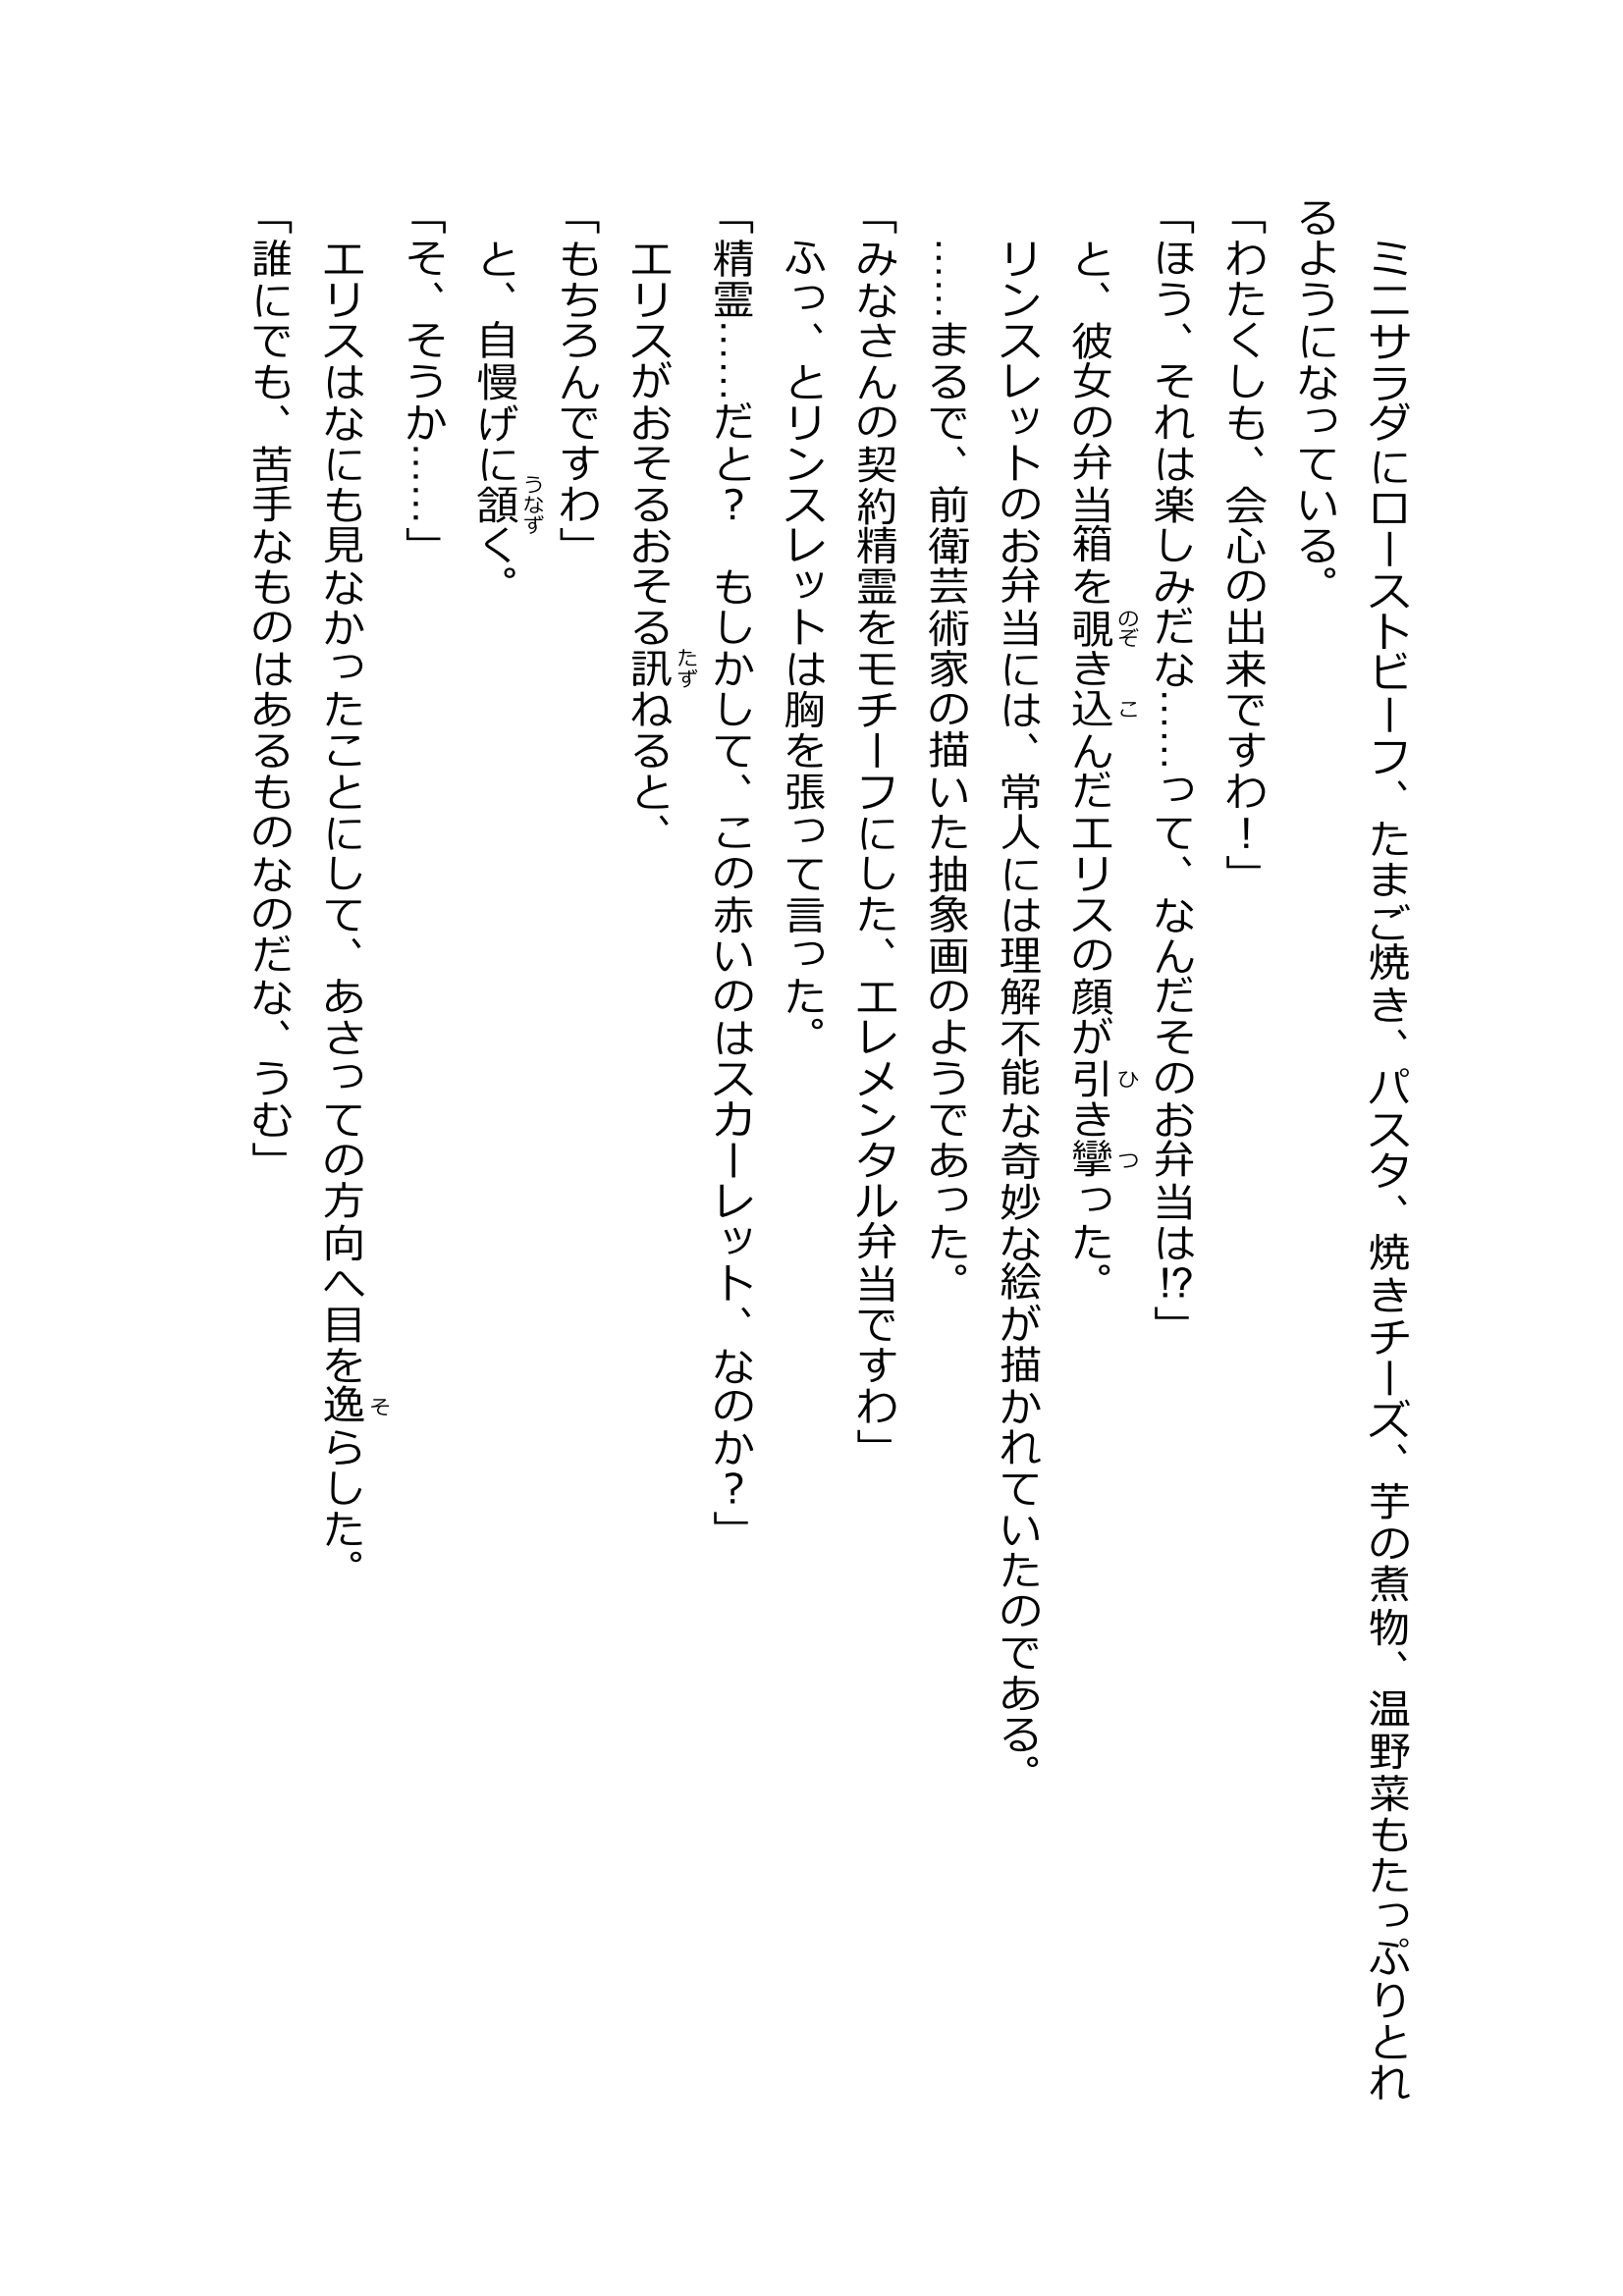 ミニサラダにローストビーフ、たまご焼き、パスタ、焼きチーズ、芋の煮物、温野菜もたっぷりとれ
るようになっている。
「わたくしも、会心の出来ですわ！」
「ほう、それは楽しみだな……って、なんだそのお弁当は⁉」
　と、彼女の弁当箱を覗き込んだエリスの顔が引き攣った。
　リンスレットのお弁当には、常人には理解不能な奇妙な絵が描かれていたのである。
　……まるで、前衛芸術家の描いた抽象画のようであった。
「みなさんの契約精霊をモチーフにした、エレメンタル弁当ですわ」
　ふっ、とリンスレットは胸を張って言った。
「精霊……だと？　もしかして、この赤いのはスカーレット、なのか？」
　エリスがおそるおそる訊ねると、
「もちろんですわ」
　と、自慢げに頷く。
「そ、そうか……」
　エリスはなにも見なかったことにして、あさっての方向へ目を逸らした。
「誰にでも、苦手なものはあるものなのだな、うむ」